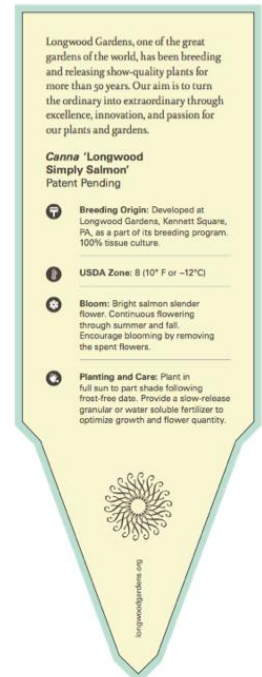 Longwood Gardens, one of the great
gardens of the world, has been breeding
and releasing show-quality plants for
more than 50 years. Our aim is to turn
the ordinary into extraordinary through
excellence, innovation, and passion for
our plants and gardens.
Canna ‘Longwood
Simply Salmon’
Patent Pending
Breeding Origin: Developed at
Longwood Gardens, Kennett Square,
PA, as a part of its breeding program.
100% tissue culture.
USDA Zone: 8 (10° F or –12°C)
Bloom: Bright salmon slender
flower. Continuous flowering
through summer and fall.
Encourage blooming by removing
the spent flowers.
Planting and Care: Plant in
full sun to part shade following
frost-free date. Provide a slow-release
granular or water soluble fertilizer to
optimize growth and flower quantity.
longwoodgardens.org